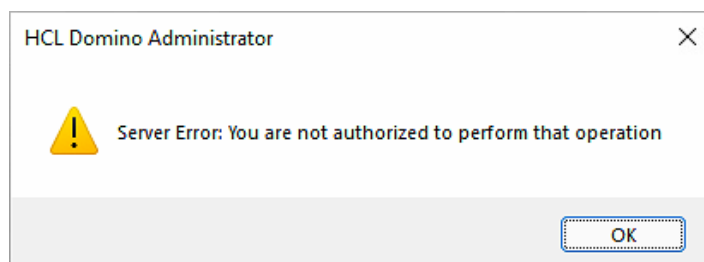 HCL Domino Administrator
Server Error: You are not authorized to perform that operation
OK